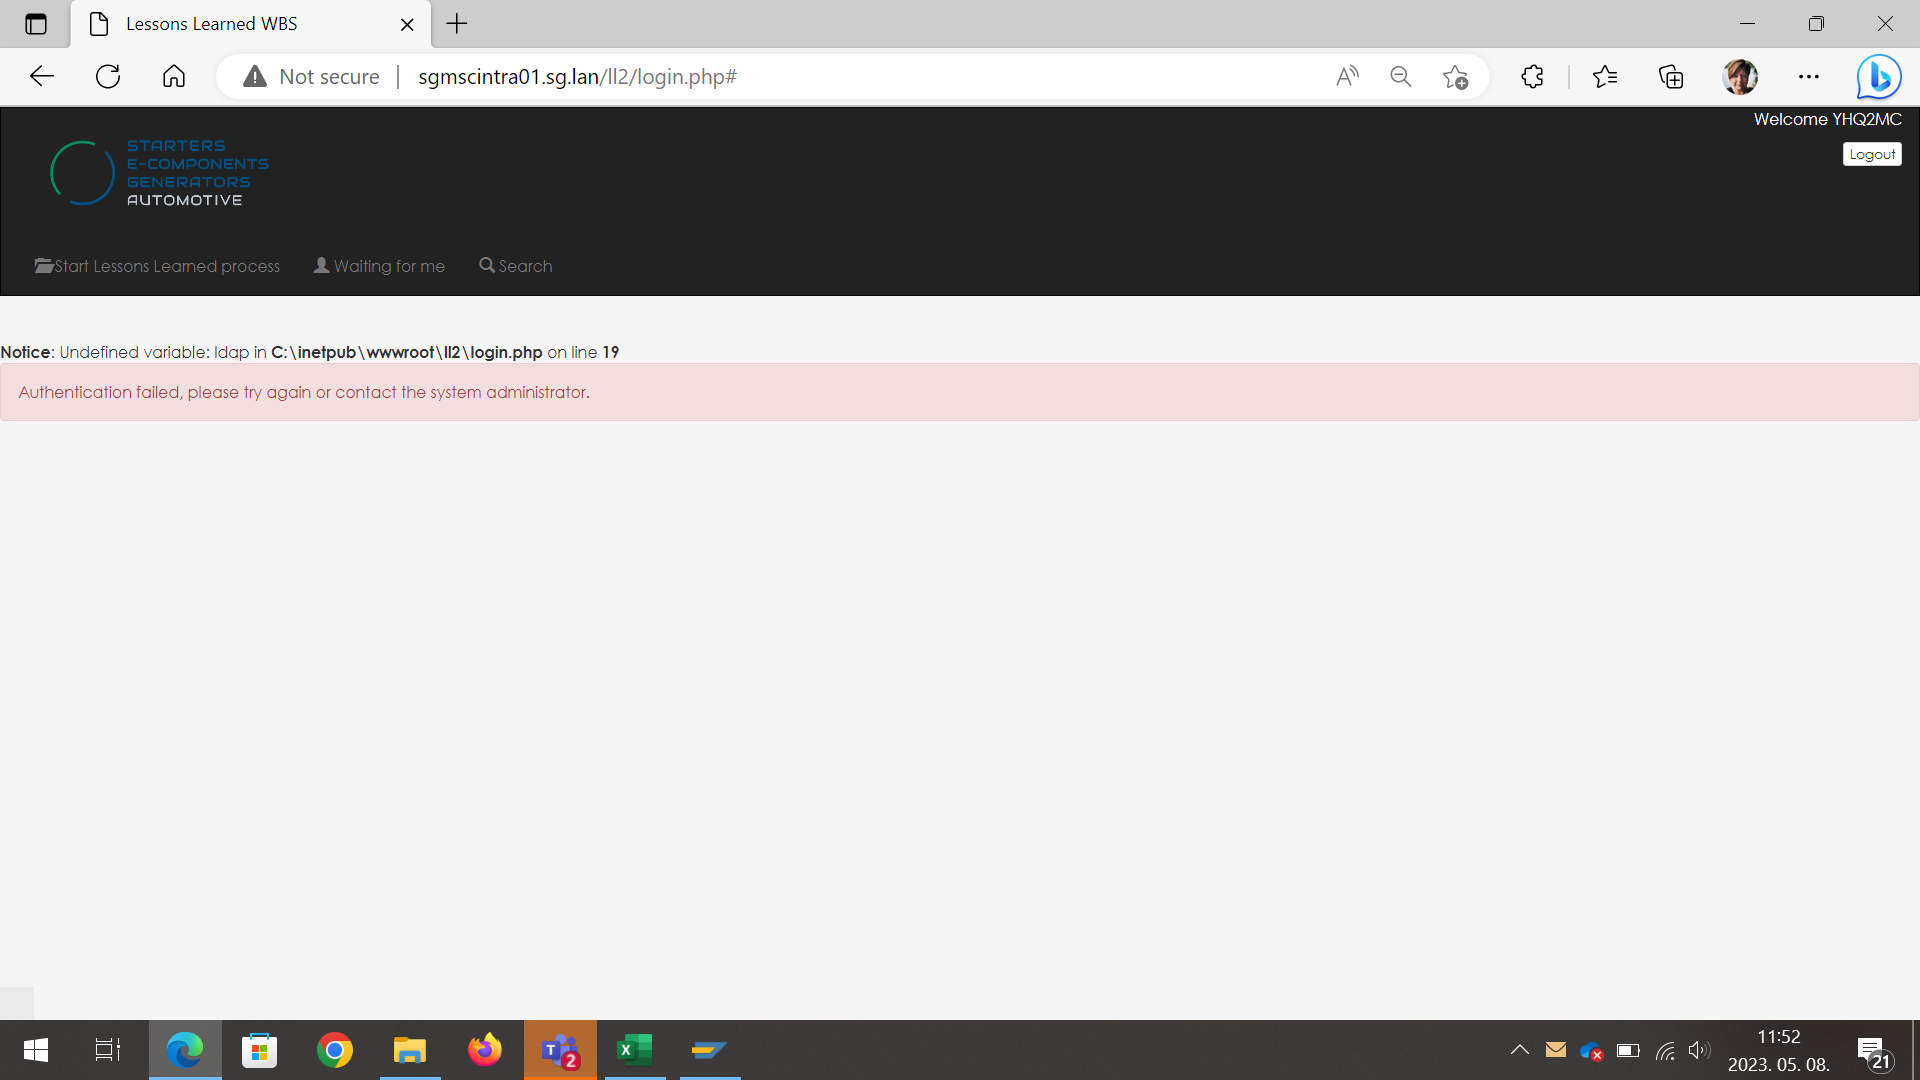 Lessons Learned WBS
Not secure
sgmscintra01.sg.lan/ll2/login.php#
Welcome YHQ2MC
Logout
STARTERS
E-COMPONENTS
GENERATORS
AUTOMOTIVE
Start Lessons Learned process
Waiting for me
Search
Notice: Undefined variable: ldap in C:\inetpub\wwwroot\ll2\login.php on line 19
Authentication failed, please try again or contact the system administrator.
11:52
2023. 05. 08.
2
21